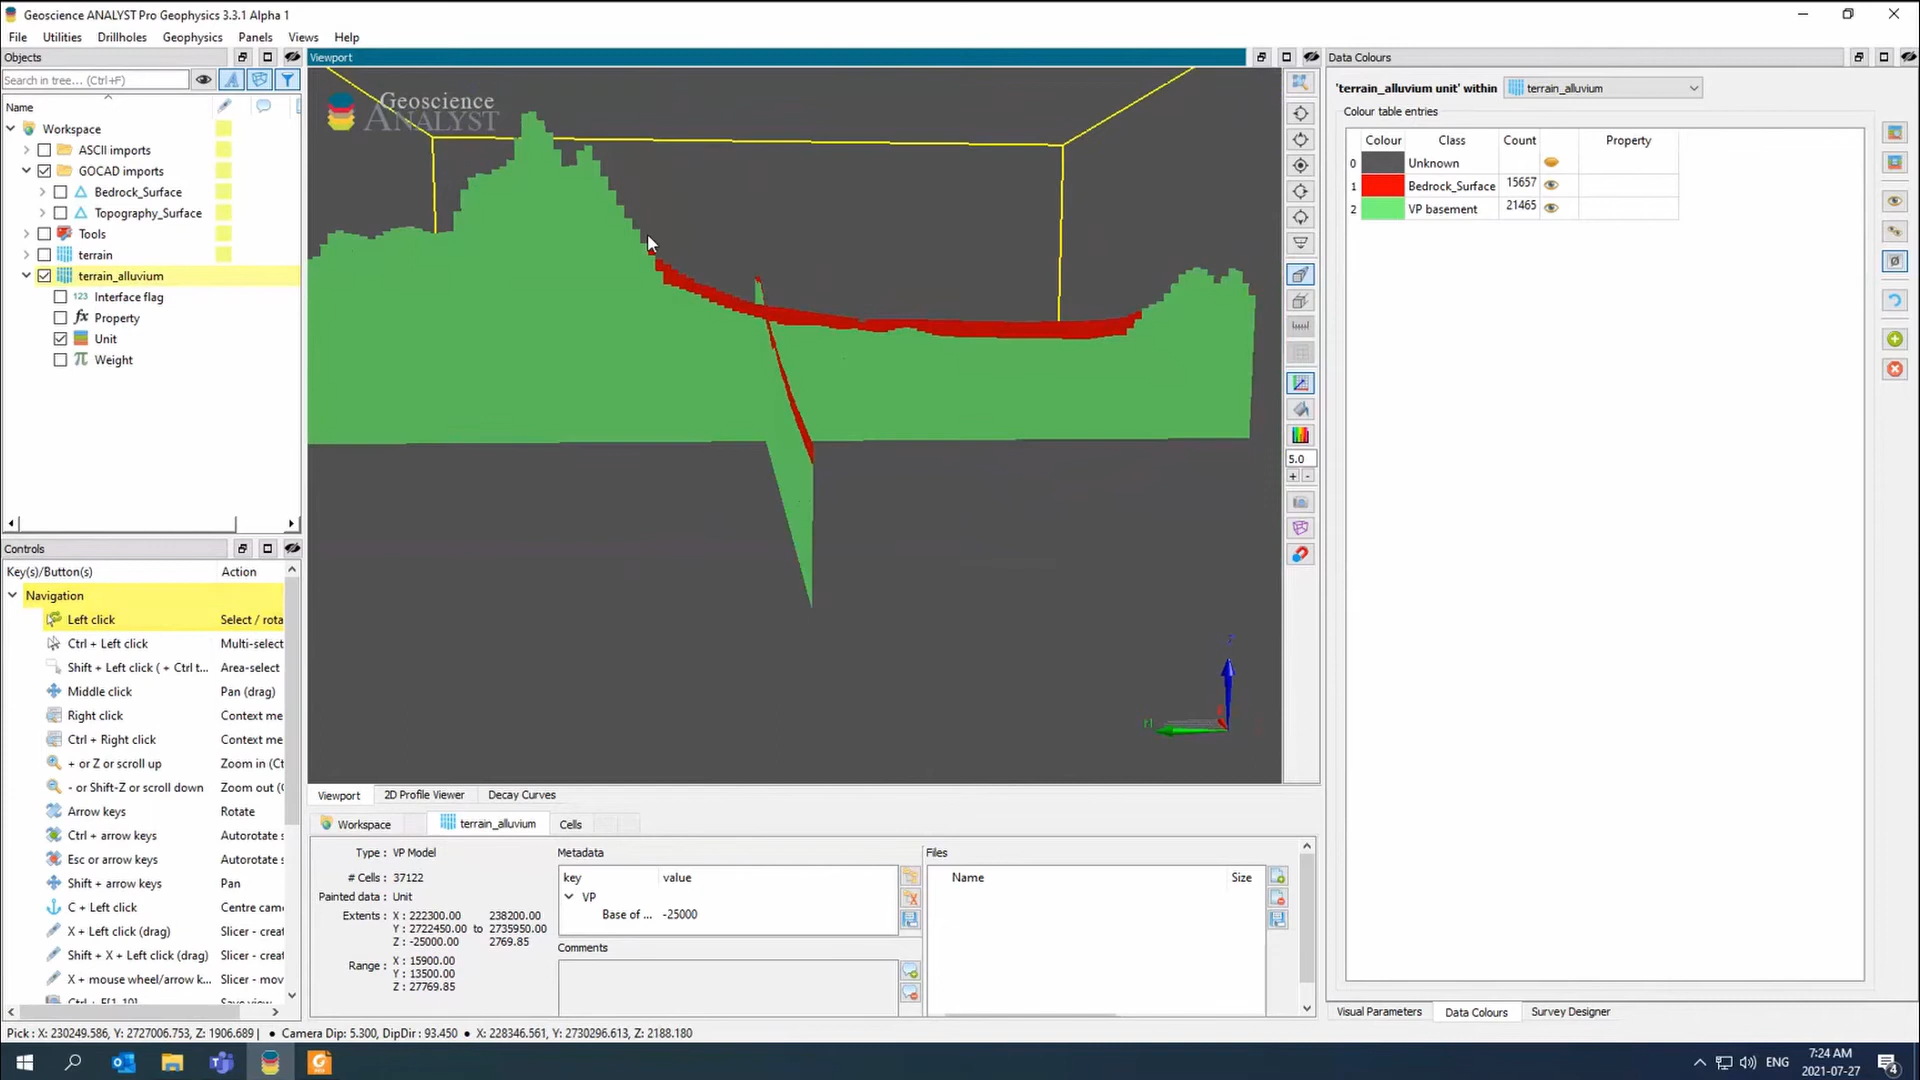 Geoscience ANALYST Pro Geophysics 3.3.1 Alpha 1
File Utilities Drillholes Geophysics Panels Views Help
Objects
Search in tree... (Ctrl+F)
Name
Workspace
ASCII imports
GOCAD imports
Bedrock_Surface
Topography_Surface
Tools
terrain
terrain_alluvium
123 Interface flag
fx Property
Unit
π Weight
Controls
Key(s)/Button(s) Action
Navigation
Left click Select / rota
Ctrl + Left click Multi-select
Shift + Left click ( + Ctrl t... Area-select
Middle click Pan (drag)
Right click Context me
Ctrl + Right click Context me
+ or Z or scroll up Zoom in (Ct
- or Shift-Z or scroll down Zoom out (C
Arrow keys Rotate
Ctrl + arrow keys Autorotate s
Esc or arrow keys Autorotate s
Shift + arrow keys Pan
C + Left click Centre cam
X + Left click (drag) Slicer - creat
Shift + X + Left click (drag) Slicer - creat
X + mouse wheel/arrow k... Slicer - mov
Viewport
Geoscience
ANALYST
5.0
+ -
Viewport 2D Profile Viewer Decay Curves
Workspace terrain_alluvium Cells
Type : VP Model
# Cells : 37122
Painted data : Unit
Extents : X : 222300.00 238200.00
Y : 2722450.00 to 2735950.00
Z : -25000.00 2769.85
Range : X : 15900.00
Y : 13500.00
Z : 27769.85
Metadata
key value
VP
Base of ... -25000
Comments
Files
Name Size
Data Colours
'terrain_alluvium unit' within terrain_alluvium
Colour table entries
Colour Class Count Property
0 Unknown
1 Bedrock_Surface 15657
2 VP basement 21465
Visual Parameters Data Colours Survey Designer
Pick : X: 230249.586, Y: 2727006.753, Z: 1906.689 | • Camera Dip: 5.300, DipDir : 93.450 • X : 228346.561, Y: 2730296.613, Z: 2188.180
ENG
7:24 AM
2021-07-27
4